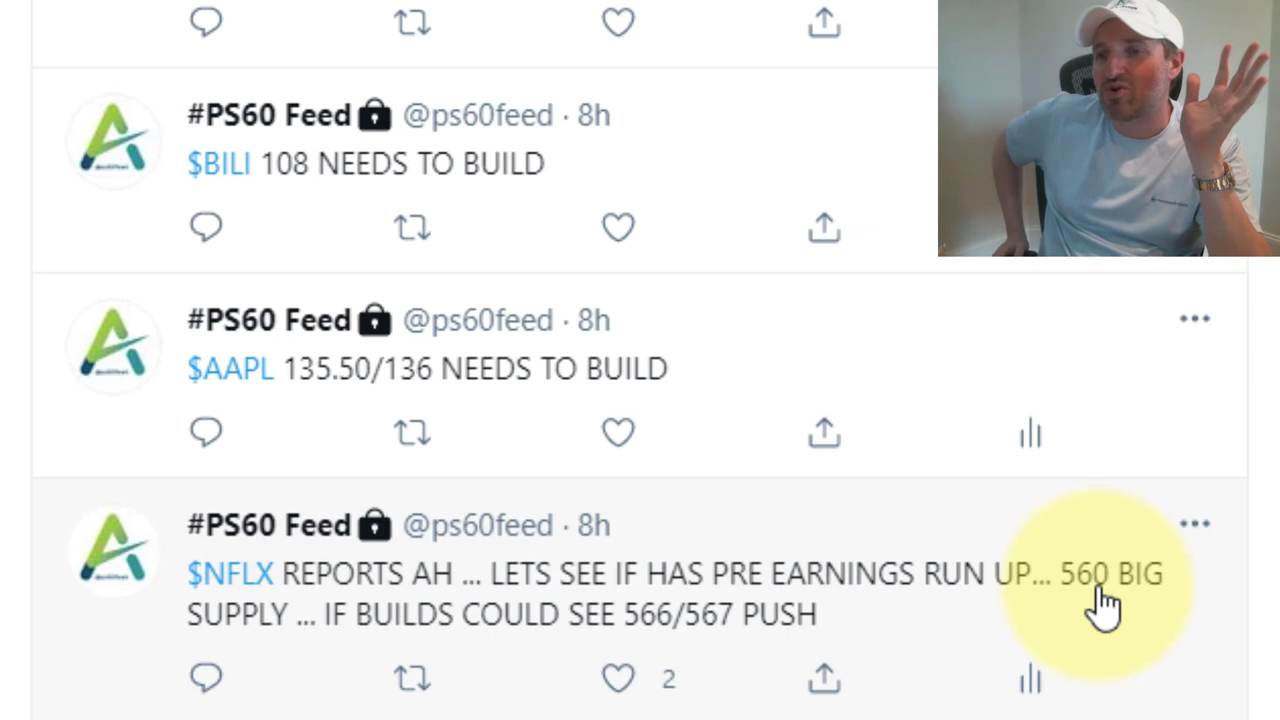 #PS60 Feed🔒 @ps60feed · 8h
$BILI 108 NEEDS TO BUILD
#PS60 Feed🔒 @ps60feed · 8h
$AAPL 135.50/136 NEEDS TO BUILD
#PS60 Feed🔒 @ps60feed · 8h
$NFLX REPORTS AH ... LETS SEE IF HAS PRE EARNINGS RUN UP... 560 BIG
SUPPLY ... IF BUILDS COULD SEE 566/567 PUSH
2